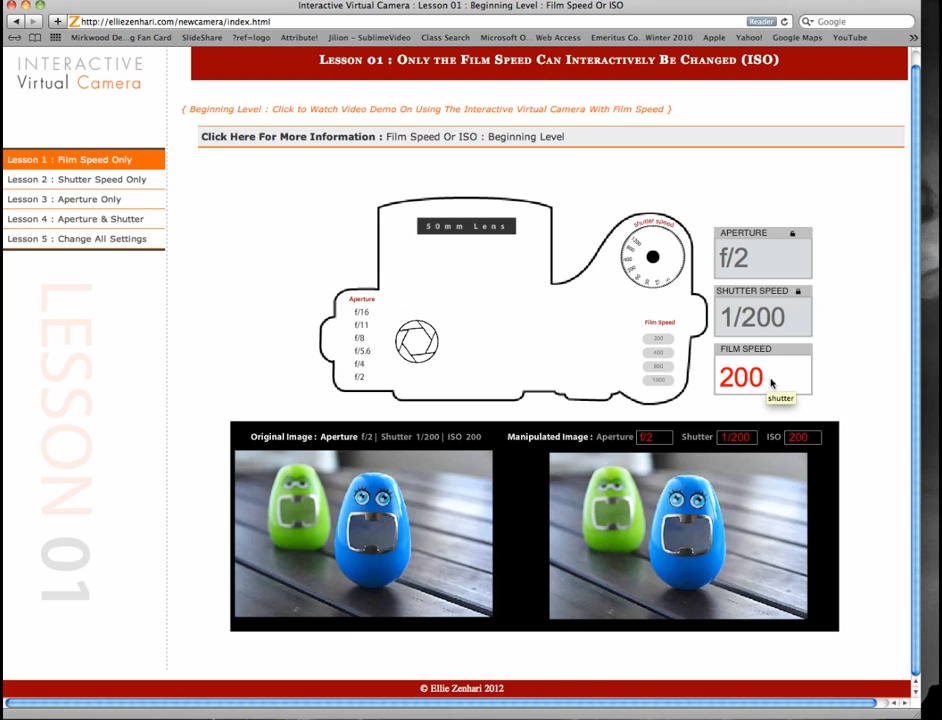 Interactive Virtual Camera : Lesson 01 : Beginning Level : Film Speed Or ISO
http://elliezenhari.com/newcamera/index.html
Reader
Google
Mirkwood De...g Fan Card SlideShare ?ref=logo Attribute! Jilion - SublimeVideo Class Search Microsoft O... Web Access Emeritus Co...Winter 2010 Apple Yahoo! Google Maps YouTube
INTERACTIVE
Virtual Camera
Lesson 01 : Only the Film Speed Can Interactively Be Changed (ISO)
{ Beginning Level : Click to Watch Video Demo On Using The Interactive Virtual Camera With Film Speed }
Click Here For More Information : Film Speed Or ISO : Beginning Level
Lesson 1 : Film Speed Only
Lesson 2 : Shutter Speed Only
Lesson 3 : Aperture Only
Lesson 4 : Aperture & Shutter
Lesson 5 : Change All Settings
LESSON 01
50mm Lens
shutter speed
Aperture
f/16
f/11
f/8
f/5.6
f/4
f/2
Film Speed
200
400
800
APERTURE
f/2
SHUTTER SPEED
1/200
FILM SPEED
200
shutter
Original Image : Aperture f/2 | Shutter 1/200 | ISO 200
Manipulated Image : Aperture f/2 Shutter 1/200 ISO 200
© Ellie Zenhari 2012